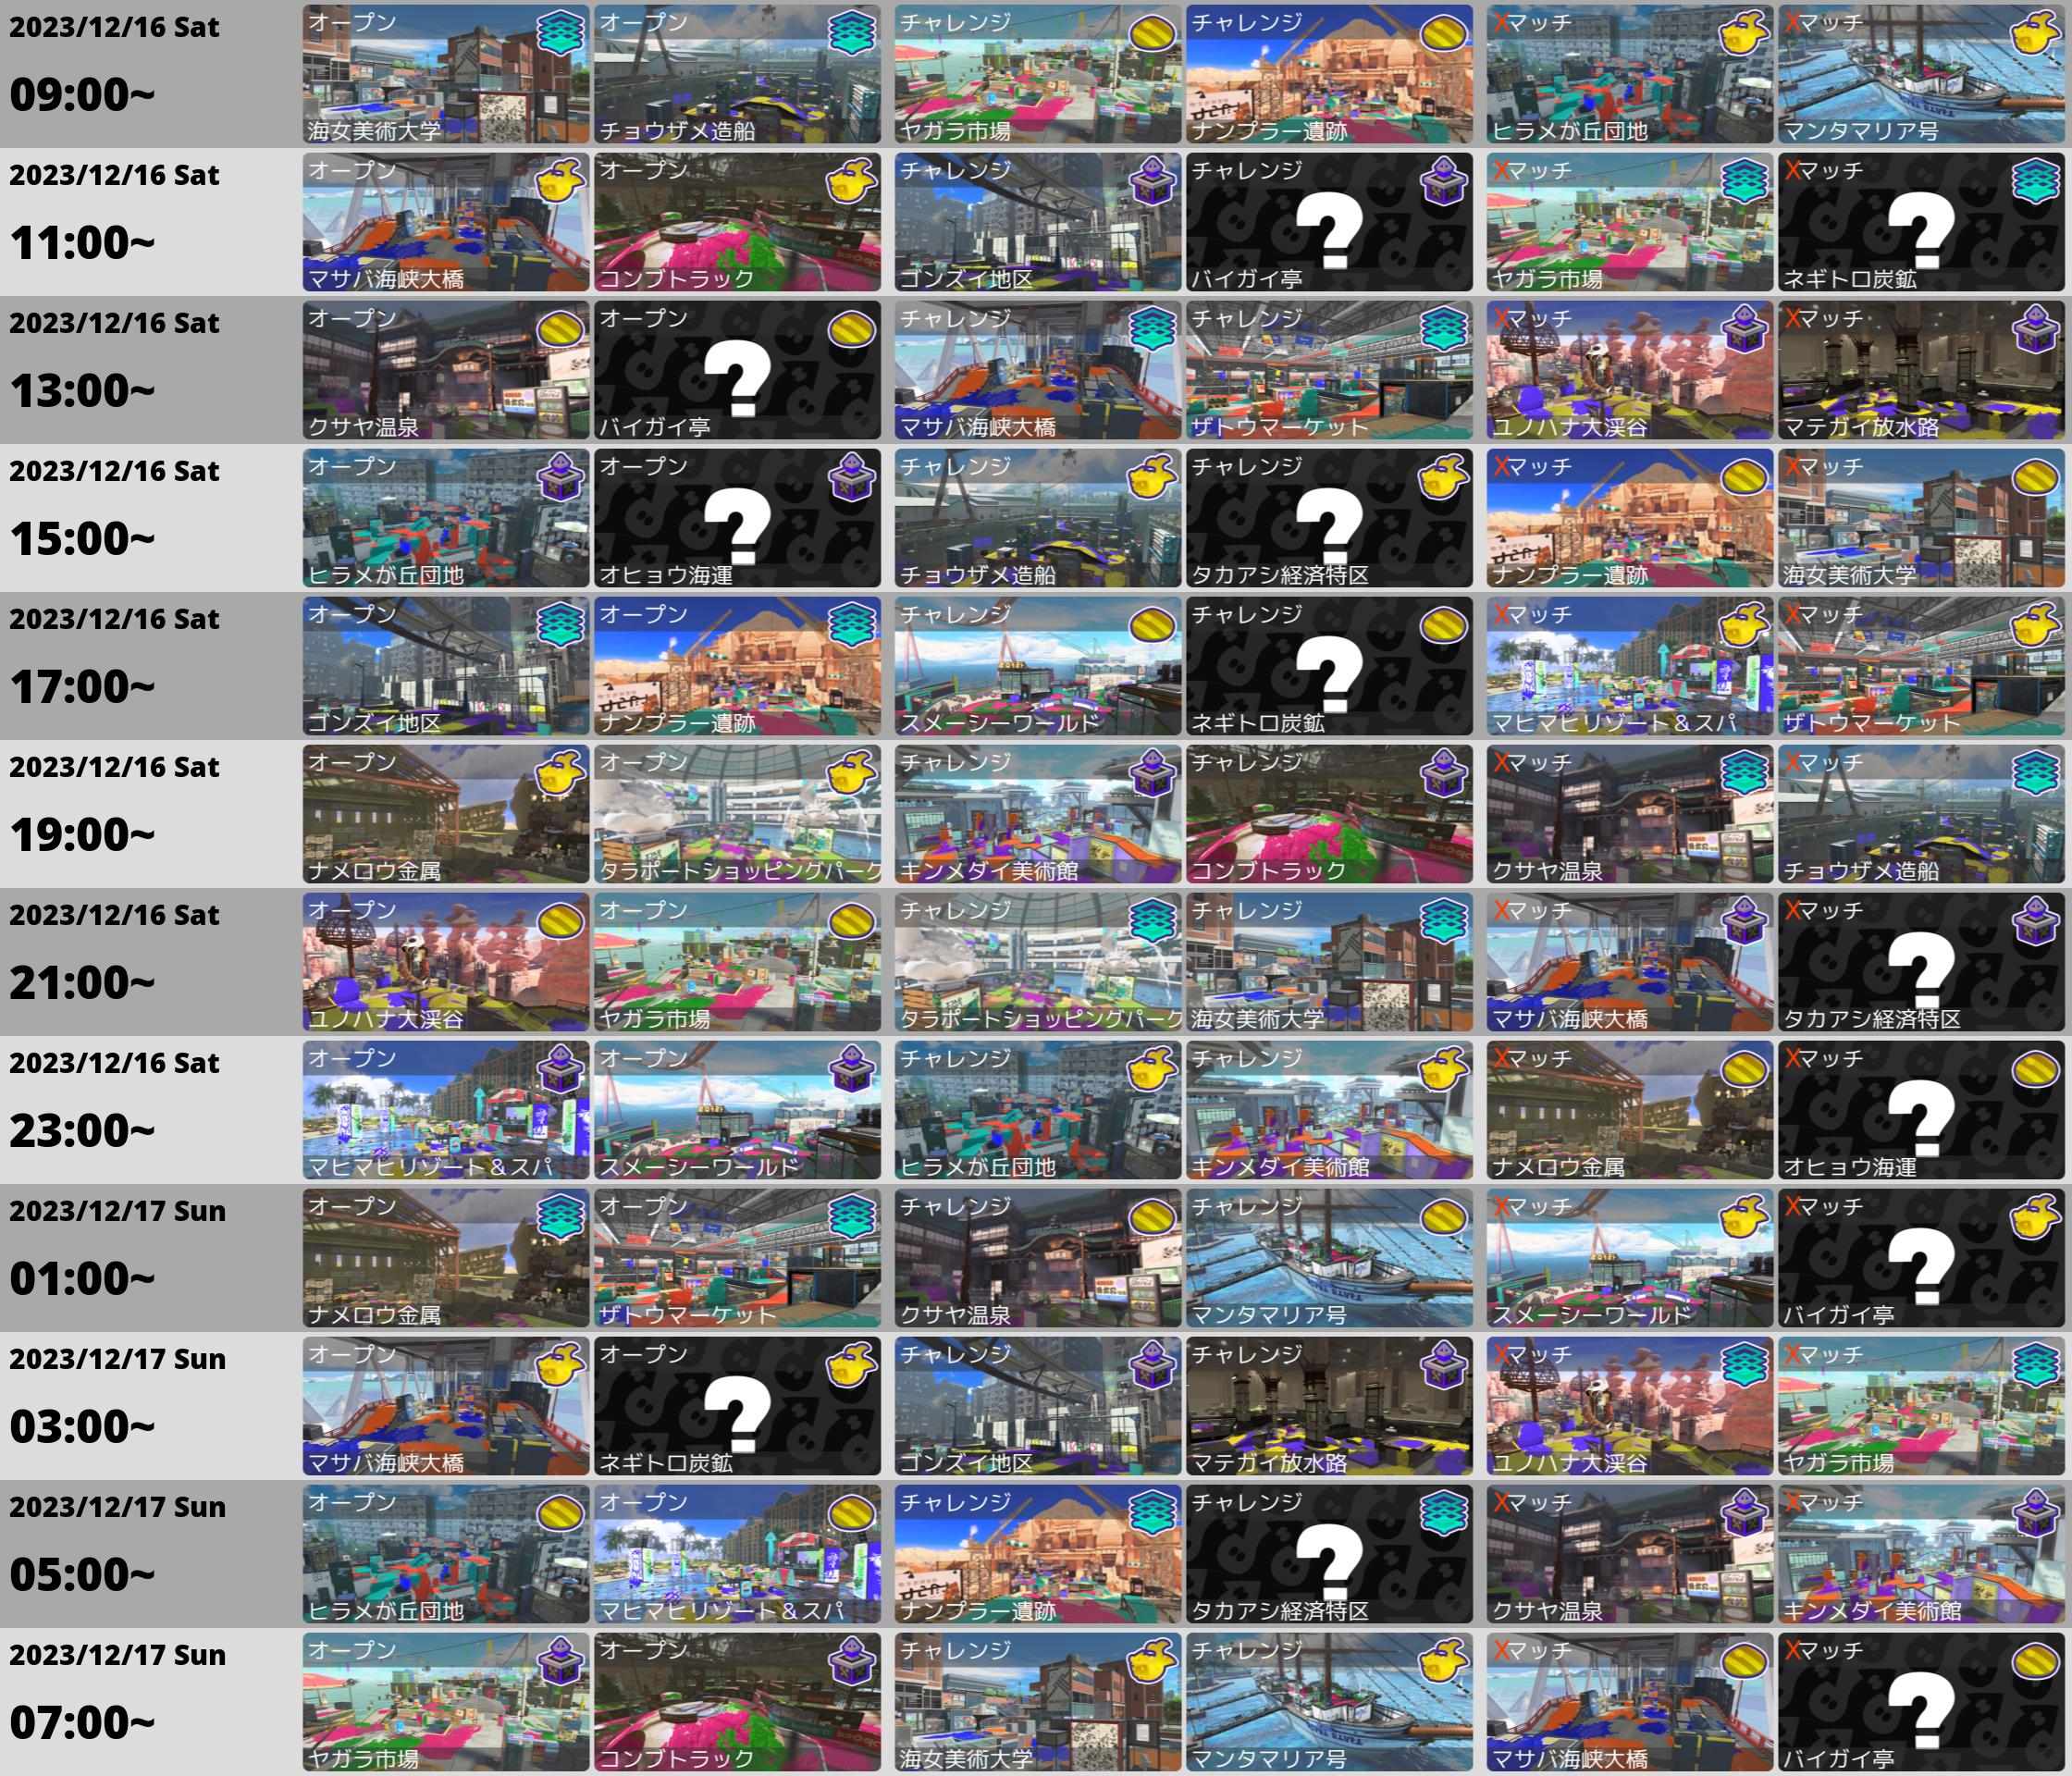 2023/12/16 Sat
09:00~
オープン オープン チャレンジ チャレンジ Xマッチ Xマッチ
海女美術大学 チョウザメ造船 ヤガラ市場 ナンプラー遺跡 ヒラメが丘団地 マンタマリア号
2023/12/16 Sat
11:00~
オープン オープン チャレンジ チャレンジ Xマッチ Xマッチ
マサバ海峡大橋 コンブトラック ゴンズイ地区 バイガイ亭 ヤガラ市場 ネギトロ炭鉱
2023/12/16 Sat
13:00~
オープン オープン チャレンジ チャレンジ Xマッチ Xマッチ
クサヤ温泉 バイガイ亭 マサバ海峡大橋 ザトウマーケット ユノハナ大渓谷 マテガイ放水路
2023/12/16 Sat
15:00~
オープン オープン チャレンジ チャレンジ Xマッチ Xマッチ
ヒラメが丘団地 オヒョウ海運 チョウザメ造船 タカアシ経済特区 ナンプラー遺跡 海女美術大学
2023/12/16 Sat
17:00~
オープン オープン チャレンジ チャレンジ Xマッチ Xマッチ
ゴンズイ地区 ナンプラー遺跡 スメーシーワールド ネギトロ炭鉱 マヒマヒリゾート&スパ ザトウマーケット
2023/12/16 Sat
19:00~
オープン オープン チャレンジ チャレンジ Xマッチ Xマッチ
ナメロウ金属 タラポートショッピングパーク キンメダイ美術館 コンブトラック クサヤ温泉 チョウザメ造船
2023/12/16 Sat
21:00~
オープン オープン チャレンジ チャレンジ Xマッチ Xマッチ
ユノハナ大渓谷 ヤガラ市場 タラポートショッピングパーク 海女美術大学 マサバ海峡大橋 タカアシ経済特区
2023/12/16 Sat
23:00~
オープン オープン チャレンジ チャレンジ Xマッチ Xマッチ
マヒマヒリゾート&スパ スメーシーワールド ヒラメが丘団地 キンメダイ美術館 ナメロウ金属 オヒョウ海運
2023/12/17 Sun
01:00~
オープン オープン チャレンジ チャレンジ Xマッチ Xマッチ
ナメロウ金属 ザトウマーケット クサヤ温泉 マンタマリア号 スメーシーワールド バイガイ亭
2023/12/17 Sun
03:00~
オープン オープン チャレンジ チャレンジ Xマッチ Xマッチ
マサバ海峡大橋 ネギトロ炭鉱 ゴンズイ地区 マテガイ放水路 ユノハナ大渓谷 ヤガラ市場
2023/12/17 Sun
05:00~
オープン オープン チャレンジ チャレンジ Xマッチ Xマッチ
ヒラメが丘団地 マヒマヒリゾート&スパ ナンプラー遺跡 タカアシ経済特区 クサヤ温泉 キンメダイ美術館
2023/12/17 Sun
07:00~
オープン オープン チャレンジ チャレンジ Xマッチ Xマッチ
ヤガラ市場 コンブトラック 海女美術大学 マンタマリア号 マサバ海峡大橋 バイガイ亭